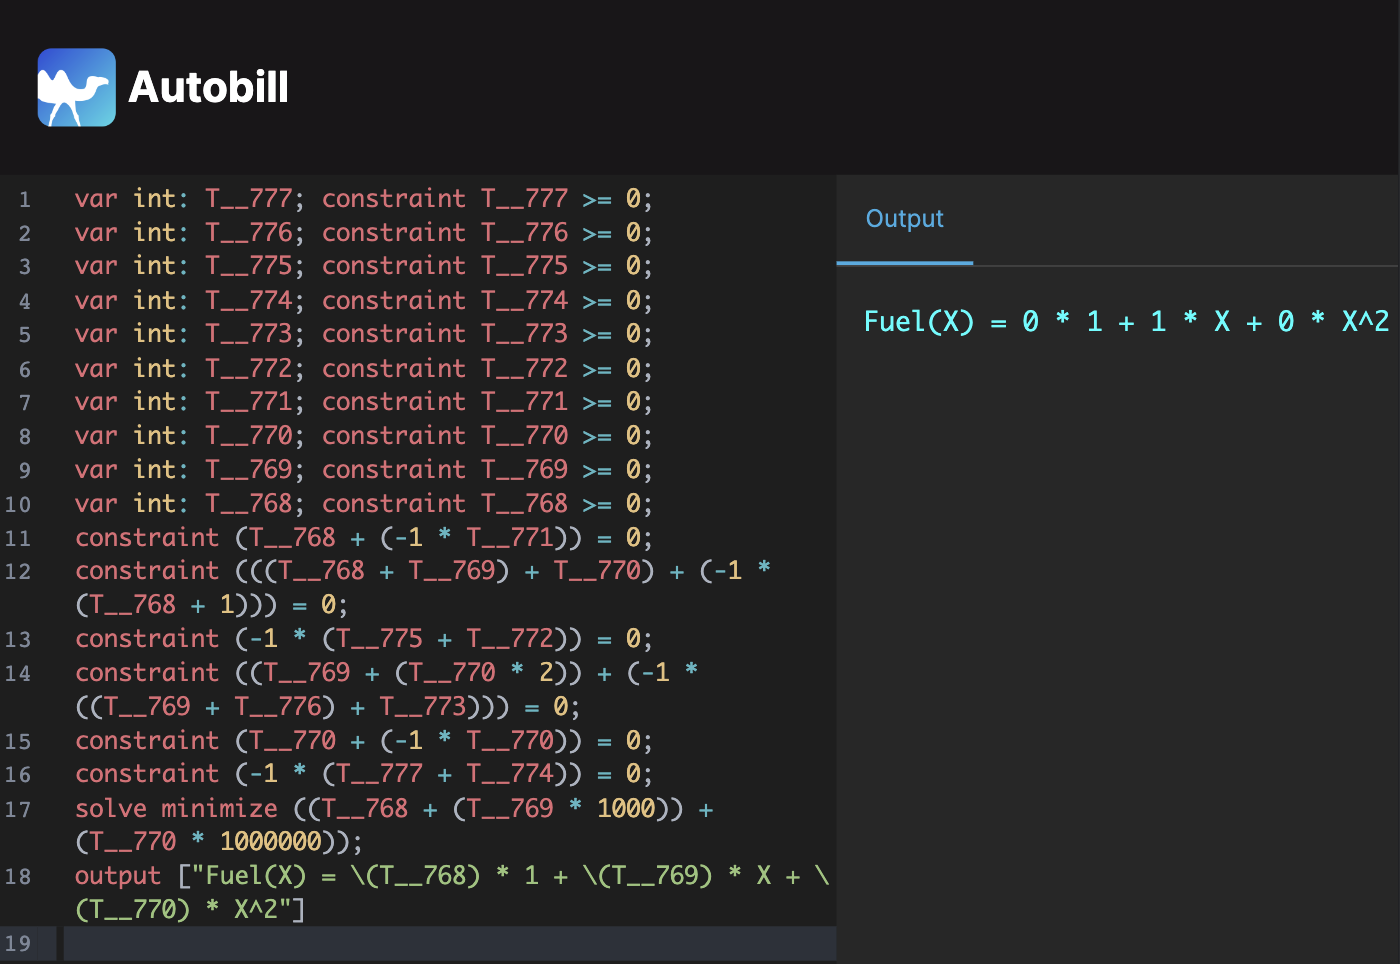 Autobill
1 var int: T__777; constraint T__777 >= 0;
2 var int: T__776; constraint T__776 >= 0;
3 var int: T__775; constraint T__775 >= 0;
4 var int: T__774; constraint T__774 >= 0;
5 var int: T__773; constraint T__773 >= 0;
6 var int: T__772; constraint T__772 >= 0;
7 var int: T__771; constraint T__771 >= 0;
8 var int: T__770; constraint T__770 >= 0;
9 var int: T__769; constraint T__769 >= 0;
10 var int: T__768; constraint T__768 >= 0;
11 constraint (T__768 + (-1 * T__771)) = 0;
12 constraint (((T__768 + T__769) + T__770) + (-1 *
(T__768 + 1))) = 0;
13 constraint (-1 * (T__775 + T__772)) = 0;
14 constraint ((T__769 + (T__770 * 2)) + (-1 *
((T__769 + T__776) + T__773))) = 0;
15 constraint (T__770 + (-1 * T__770)) = 0;
16 constraint (-1 * (T__777 + T__774)) = 0;
17 solve minimize ((T__768 + (T__769 * 1000)) +
(T__770 * 1000000));
18 output ["Fuel(X) = \(T__768) * 1 + \(T__769) * X + \
(T__770) * X^2"]
19
Output
Fuel(X) = 0 * 1 + 1 * X + 0 * X^2